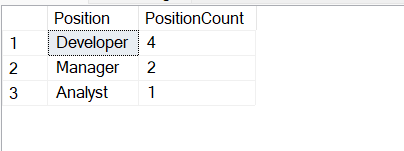 Position PositionCount
1 Developer 4
2 Manager 2
3 Analyst 1